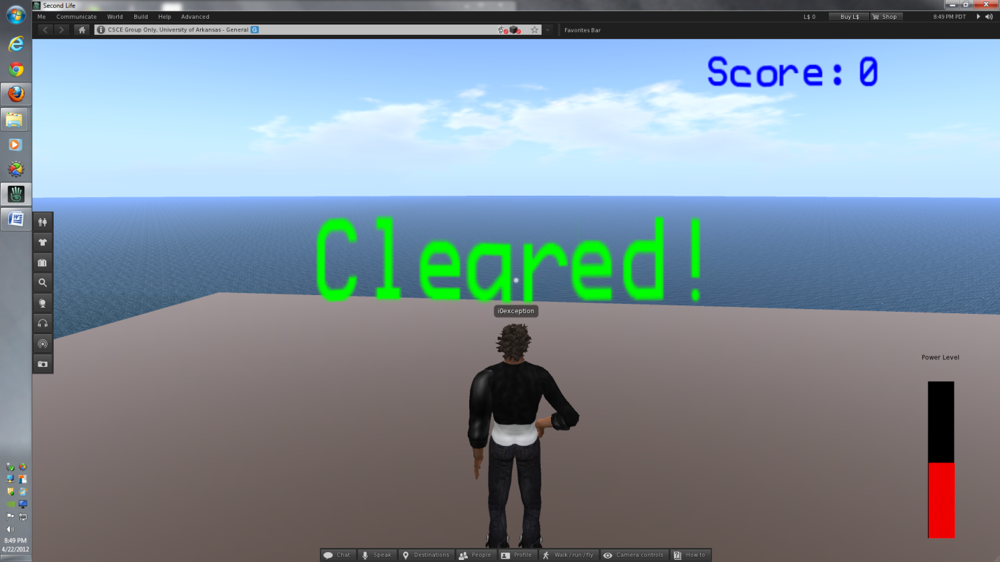 Second Life
Me Communicate World Build Help Advanced
L$ 0 Buy L$ Shop 8:49 PM PDT
CSCE Group Only, University of Arkansas - General G
Favorites Bar
Score: 0
Cleared!
i0exception
Power Level
Chat Speak Destinations People Profile Walk / run / fly Camera controls How to
8:49 PM
4/22/2012